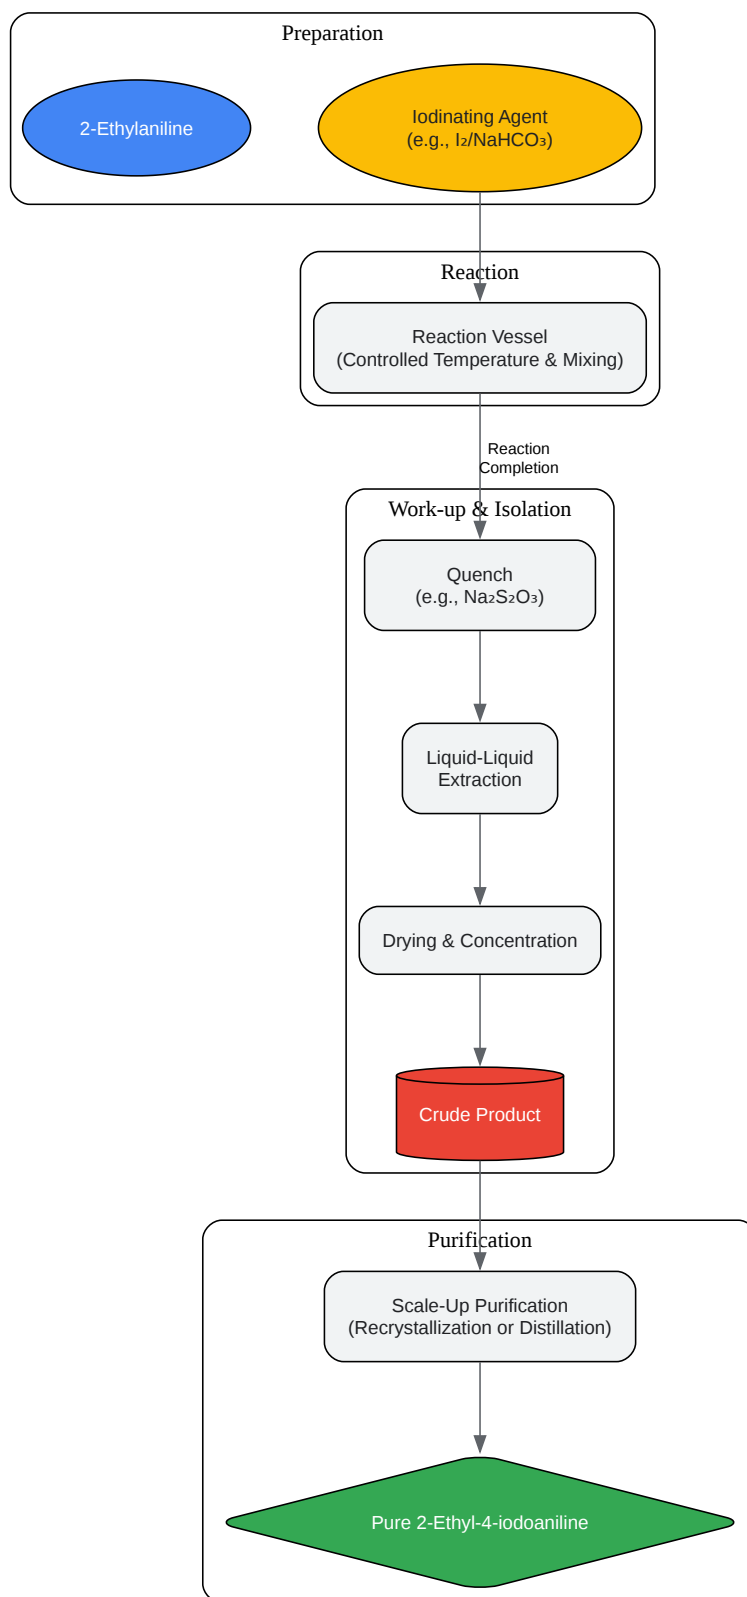 Preparation
2-Ethylaniline
Iodinating Agent
(e.g., I₂/NaHCO₃)
Reaction
Reaction Vessel
(Controlled Temperature & Mixing)
Reaction
Completion
Work-up & Isolation
Quench
(e.g., Na₂S₂O₃)
Liquid-Liquid
Extraction
Drying & Concentration
Crude Product
Purification
Scale-Up Purification
(Recrystallization or Distillation)
Pure 2-Ethyl-4-iodoaniline